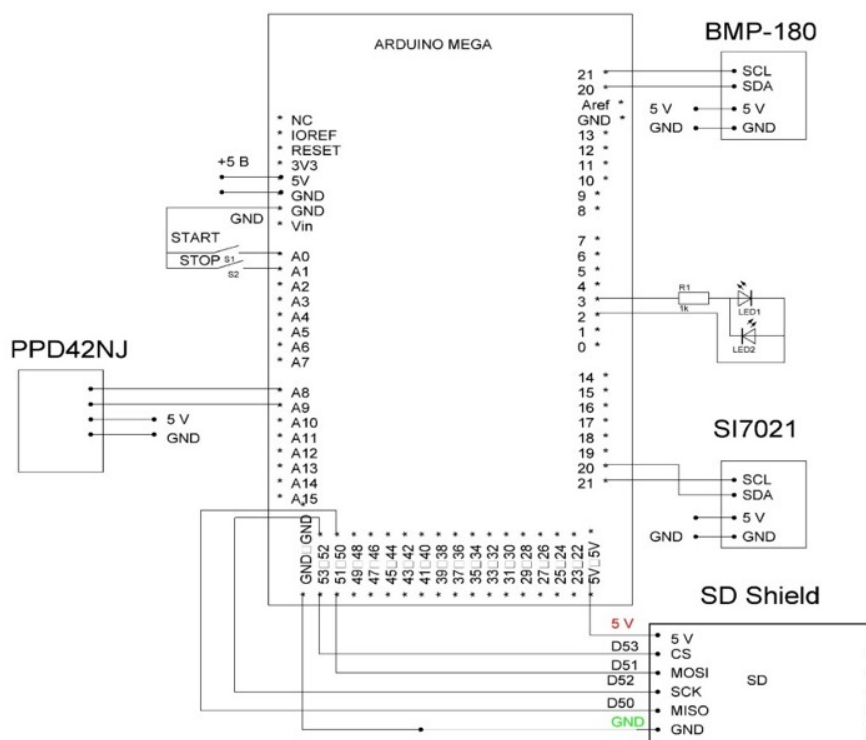 ARDUINO MEGA
BMP-180
21
20
Aref
GND
13
12
11
10
9
8
7
6
5
4
3
2
1
0
14
15
16
17
18
19
20
21
SCL
SDA
5 V
5 V
GND
GND
NC
IOREF
RESET
3V3
5V
GND
GND
Vin
+5 В
GND
START
S1
STOP
S2
A0
A1
A2
A3
A4
A5
A6
A7
A8
A9
A10
A11
A12
A13
A14
A15
PPD42NJ
5 V
GND
R1
1k
LED1
LED2
SI7021
SCL
SDA
5 V
GND
GND
GND□GND
53□52
51□50
49□48
47□46
45□44
43□42
41□40
39□38
37□36
35□34
33□32
31□30
29□28
27□26
25□24
23□22
5V□5V
SD Shield
5 V
5 V
D53
CS
D51
MOSI
D52
SCK
D50
MISO
GND
GND
SD